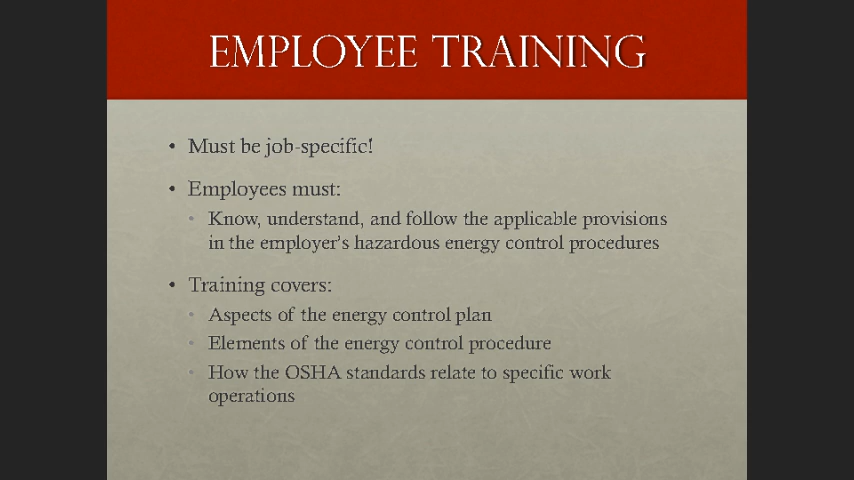 EMPLOYEE TRAINING
• Must be job-specific!
• Employees must:
• Know, understand, and follow the applicable provisions
in the employer's hazardous energy control procedures
• Training covers:
• Aspects of the energy control plan
• Elements of the energy control procedure
• How the OSHA standards relate to specific work
operations